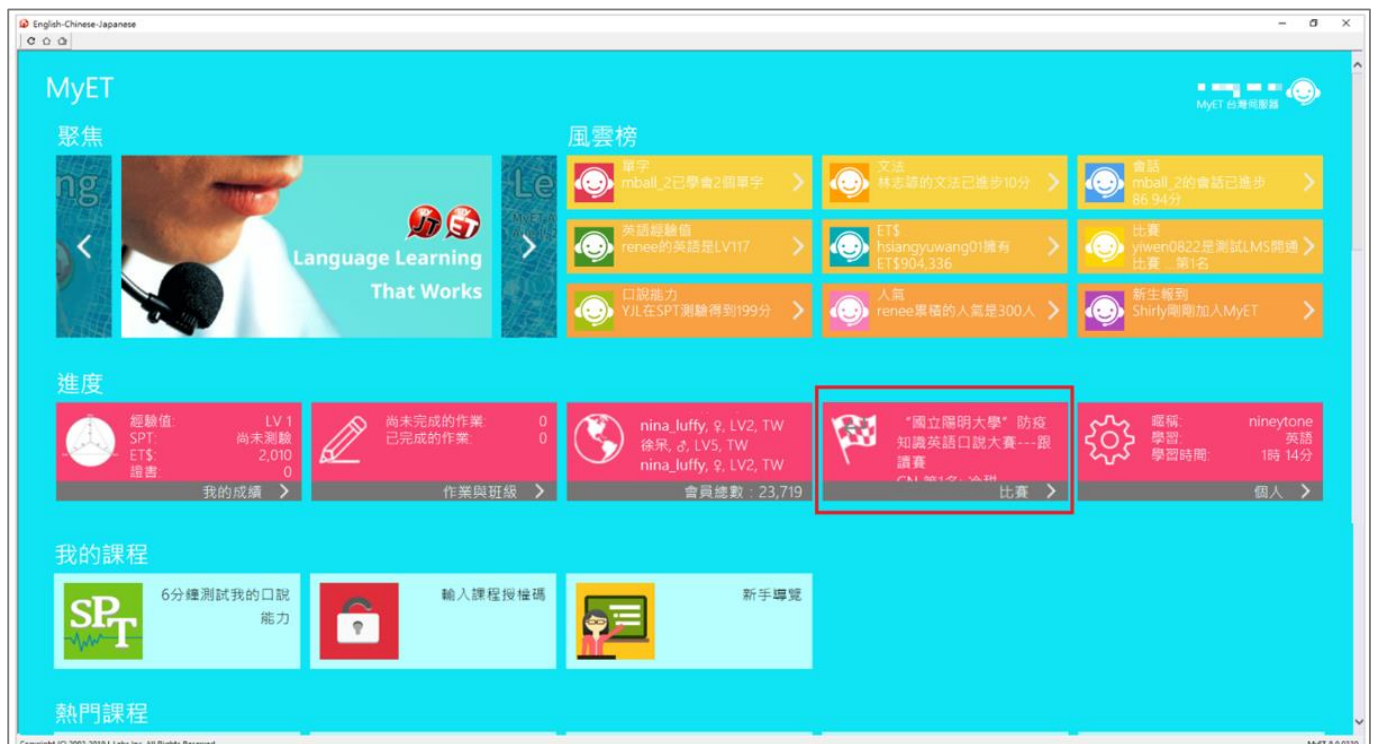 English-Chinese-Japanese
MyET
MyET 台灣伺服器
聚焦
ng
Le
Language Learning
That Works
風雲榜
單字
mball_2已學會2個單字
文法
林志穎的文法已進步10分
會話
mball_2的會話已進步
86.94分
英語經驗值
renee的英語是LV117
ET$
hsiangyuwang01擁有
ET$904,336
比賽
yiwen0822是測試LMS開通
比賽 ...第1名
口說能力
YJL在SPT測驗得到199分
人氣
renee累積的人氣是300人
新生報到
Shirly剛剛加入MyET
進度
經驗值: LV 1
SPT: 尚未測驗
ET$: 2,010
證書: 0
我的成績
尚未完成的作業: 0
已完成的作業: 0
作業與班級
nina_luffy, ♀, LV2, TW
徐呆, ♂, LV5, TW
nina_luffy, ♀, LV2, TW
會員總數：23,719
“國立陽明大學” 防疫
知識英語口說大賽---跟
讀賽
比賽
暱稱: nineytone
學習: 英語
學習時間: 1時 14分
個人
我的課程
SPT
6分鐘測試我的口說
能力
輸入課程授權碼
新手導覽
熱門課程